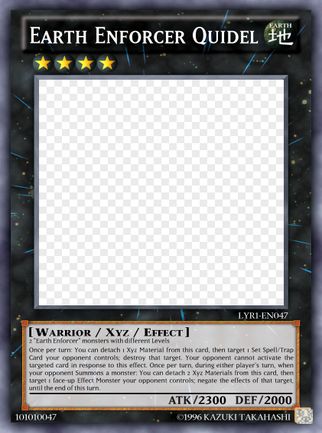 Earth Enforcer Quidel
EARTH
地
LYR1-EN047
[ Warrior / Xyz / Effect ]
2 "Earth Enforcer" monsters with different Levels
Once per turn: You can detach 1 Xyz Material from this card, then target 1 Set Spell/Trap
Card your opponent controls; destroy that target. Your opponent cannot activate the
targeted card in response to this effect. Once per turn, during either player's turn, when
your opponent Summons a monster: You can detach 2 Xyz Materials from this card, then
target 1 face-up Effect Monster your opponent controls; negate the effects of that target,
until the end of this turn.
ATK/2300 DEF/2000
101010047
©1996 KAZUKI TAKAHASHI